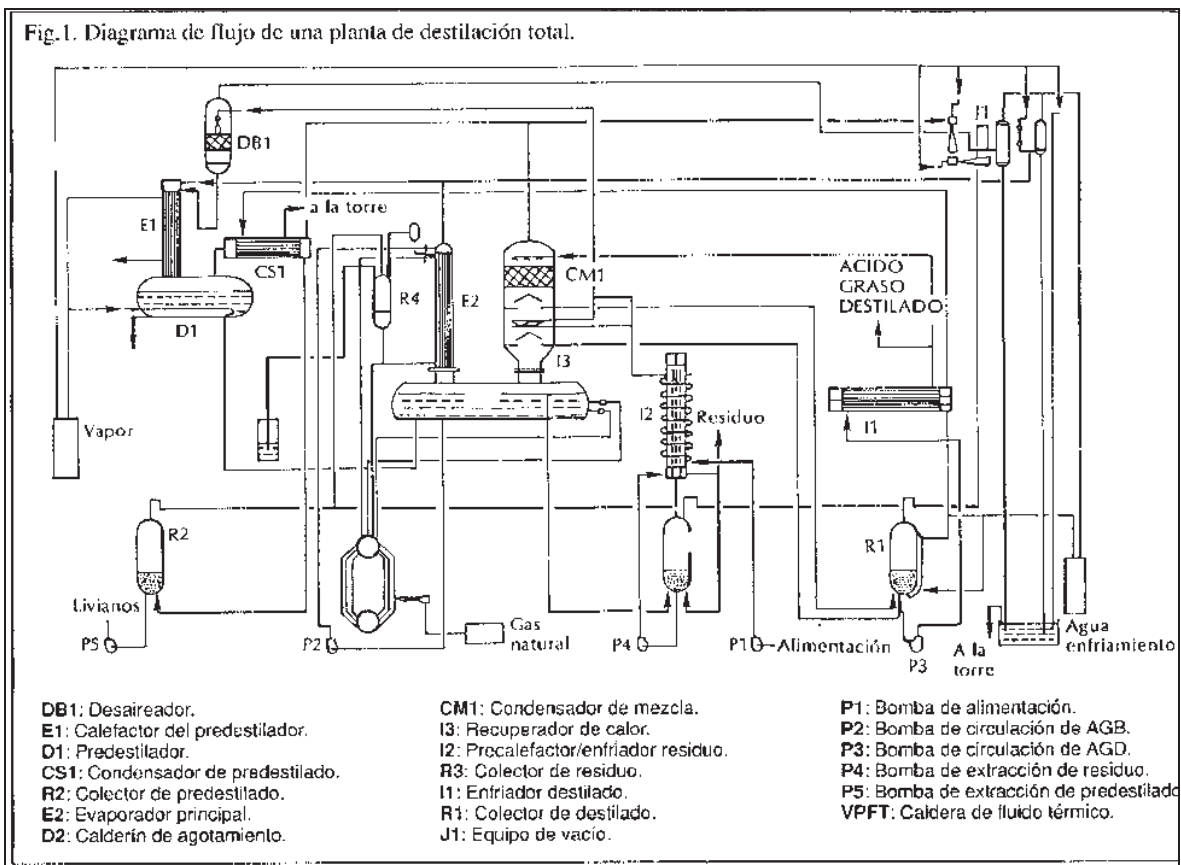 Fig.1. Diagrama de flujo de una planta de destilación total.
J1
DB1
E1
a la torre
CS1
CM1
ACIDO
GRASO
DESTILADO
R4
E2
D1
I3
Vapor
I2
Residuo
I1
R2
R1
Livianos
P5
P2
Gas
natural
P4
P1
Alimentación
P3
A la
torre
Agua
enfriamiento
DB1: Desaireador.
E1: Calefactor del predestilador.
D1: Predestilador.
CS1: Condensador de predestilado.
R2: Colector de predestilado.
E2: Evaporador principal.
D2: Calderín de agotamiento.
CM1: Condensador de mezcla.
I3: Recuperador de calor.
I2: Precalefactor/enfriador residuo.
R3: Colector de residuo.
I1: Enfriador destilado.
R1: Colector de destilado.
J1: Equipo de vacío.
P1: Bomba de alimentación.
P2: Bomba de circulación de AGB.
P3: Bomba de circulación de AGD.
P4: Bomba de extracción de residuo.
P5: Bomba de extracción de predestilado
VPFT: Caldera de fluido térmico.